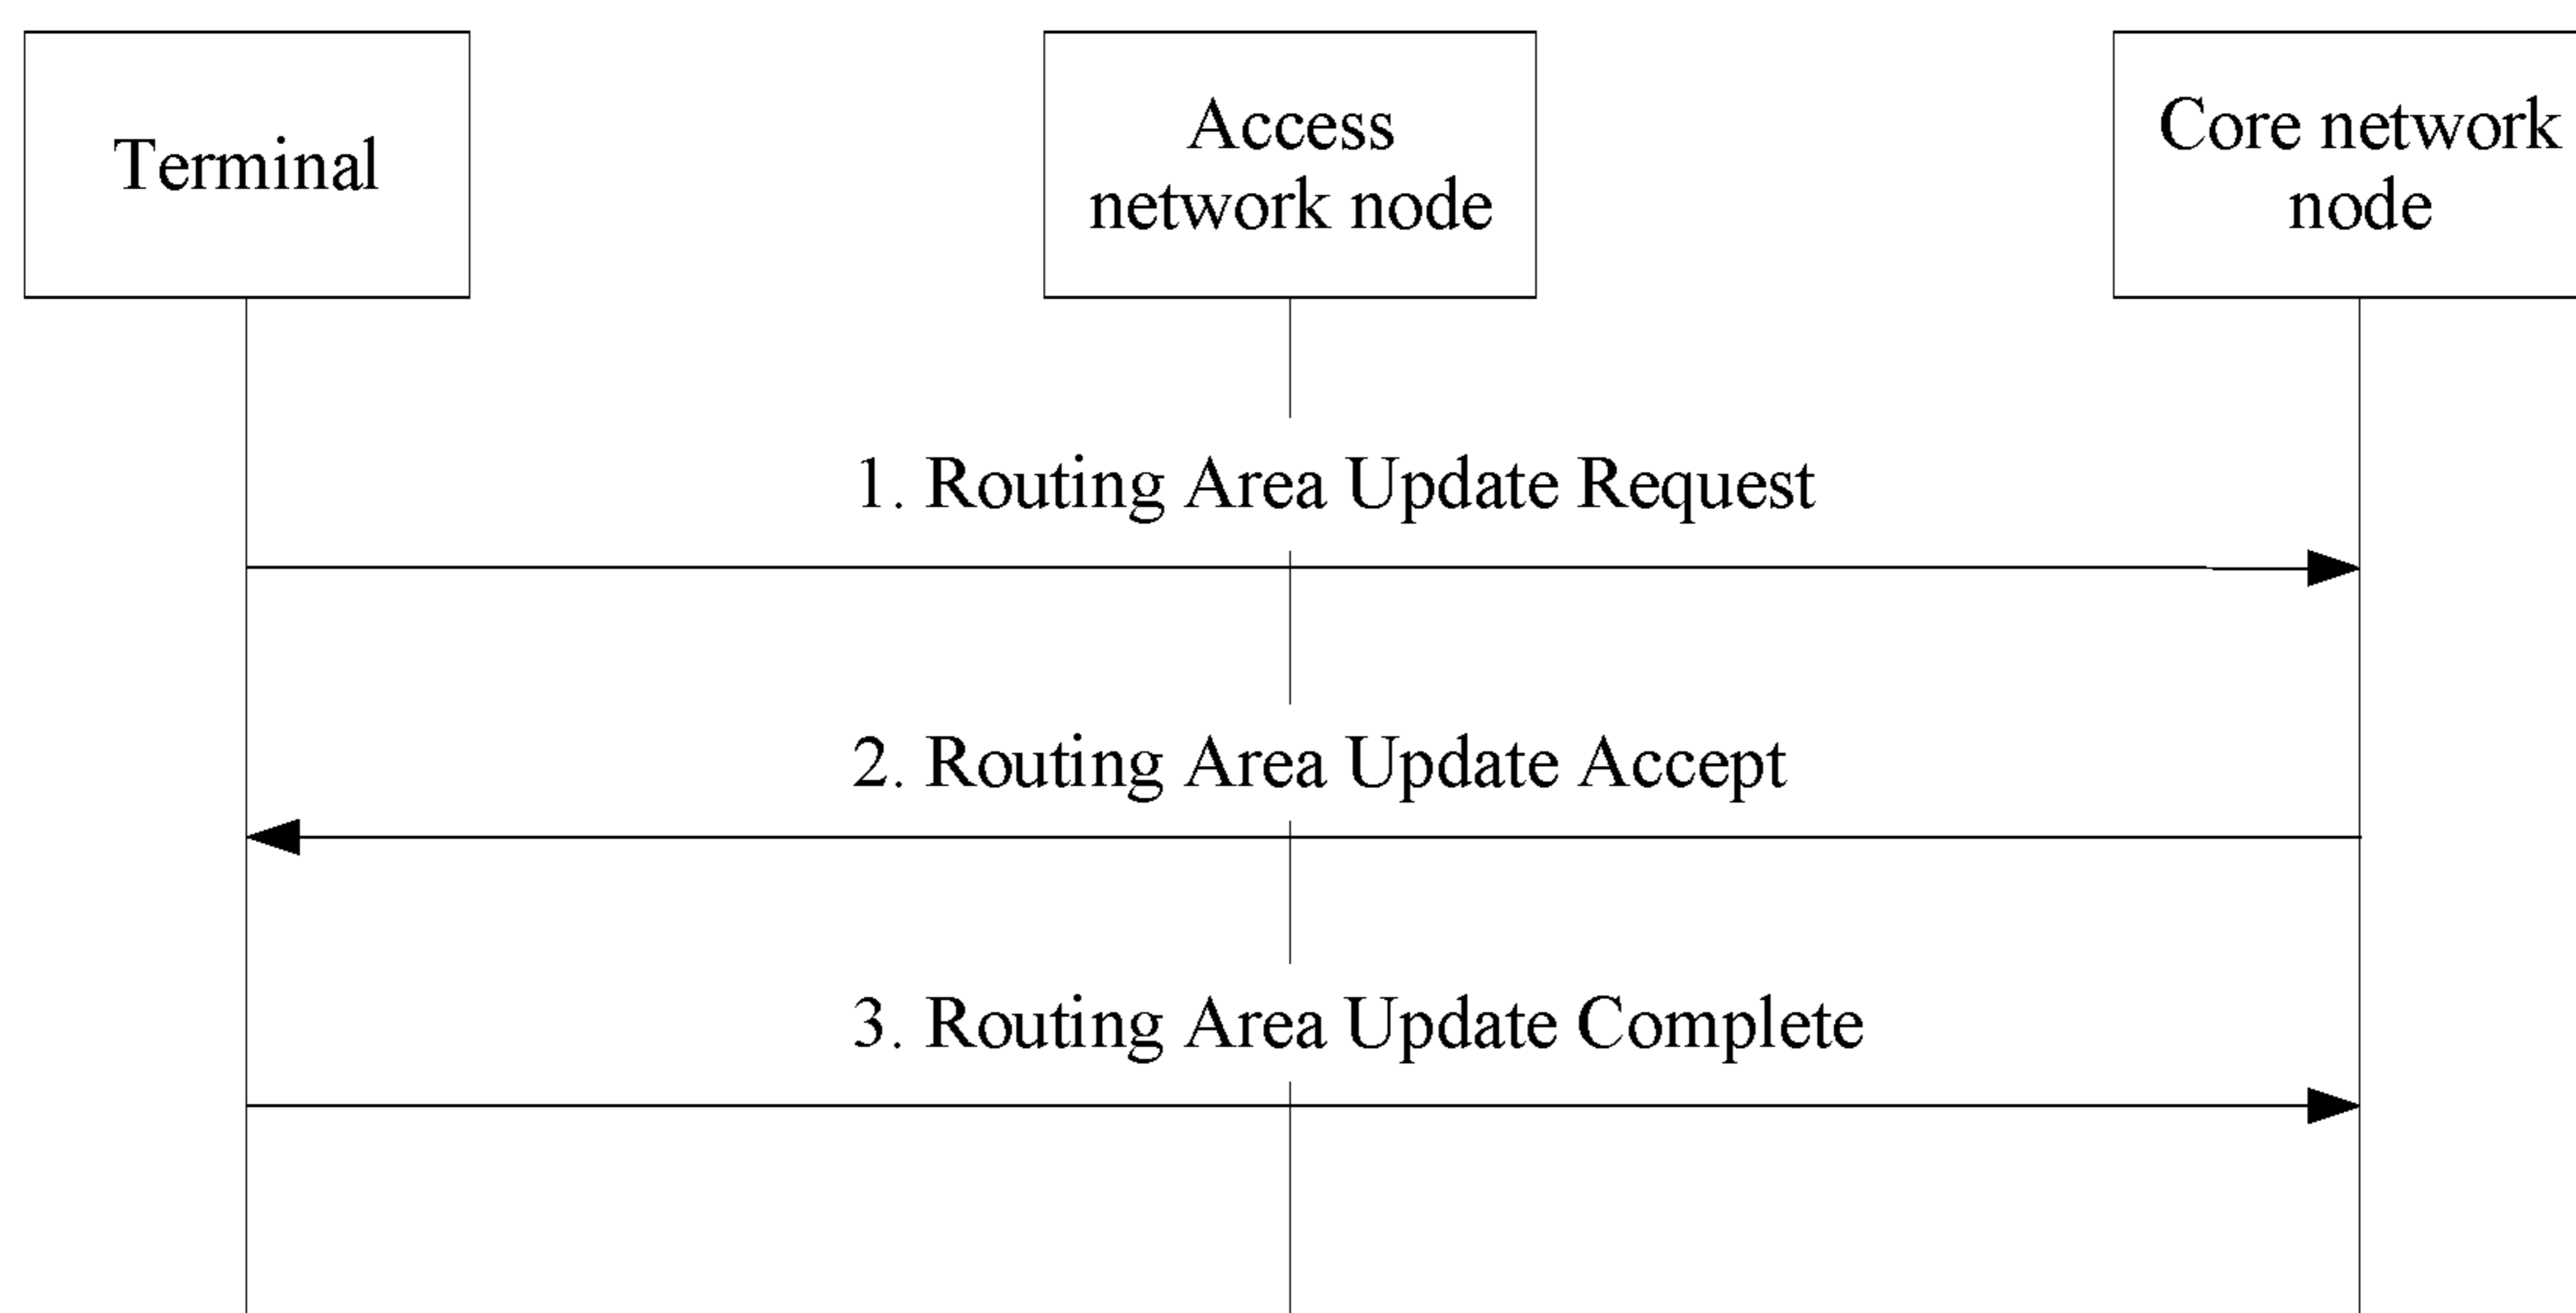 Terminal
Access
network node
Core network
node
1. Routing Area Update Request
2. Routing Area Update Accept
3. Routing Area Update Complete